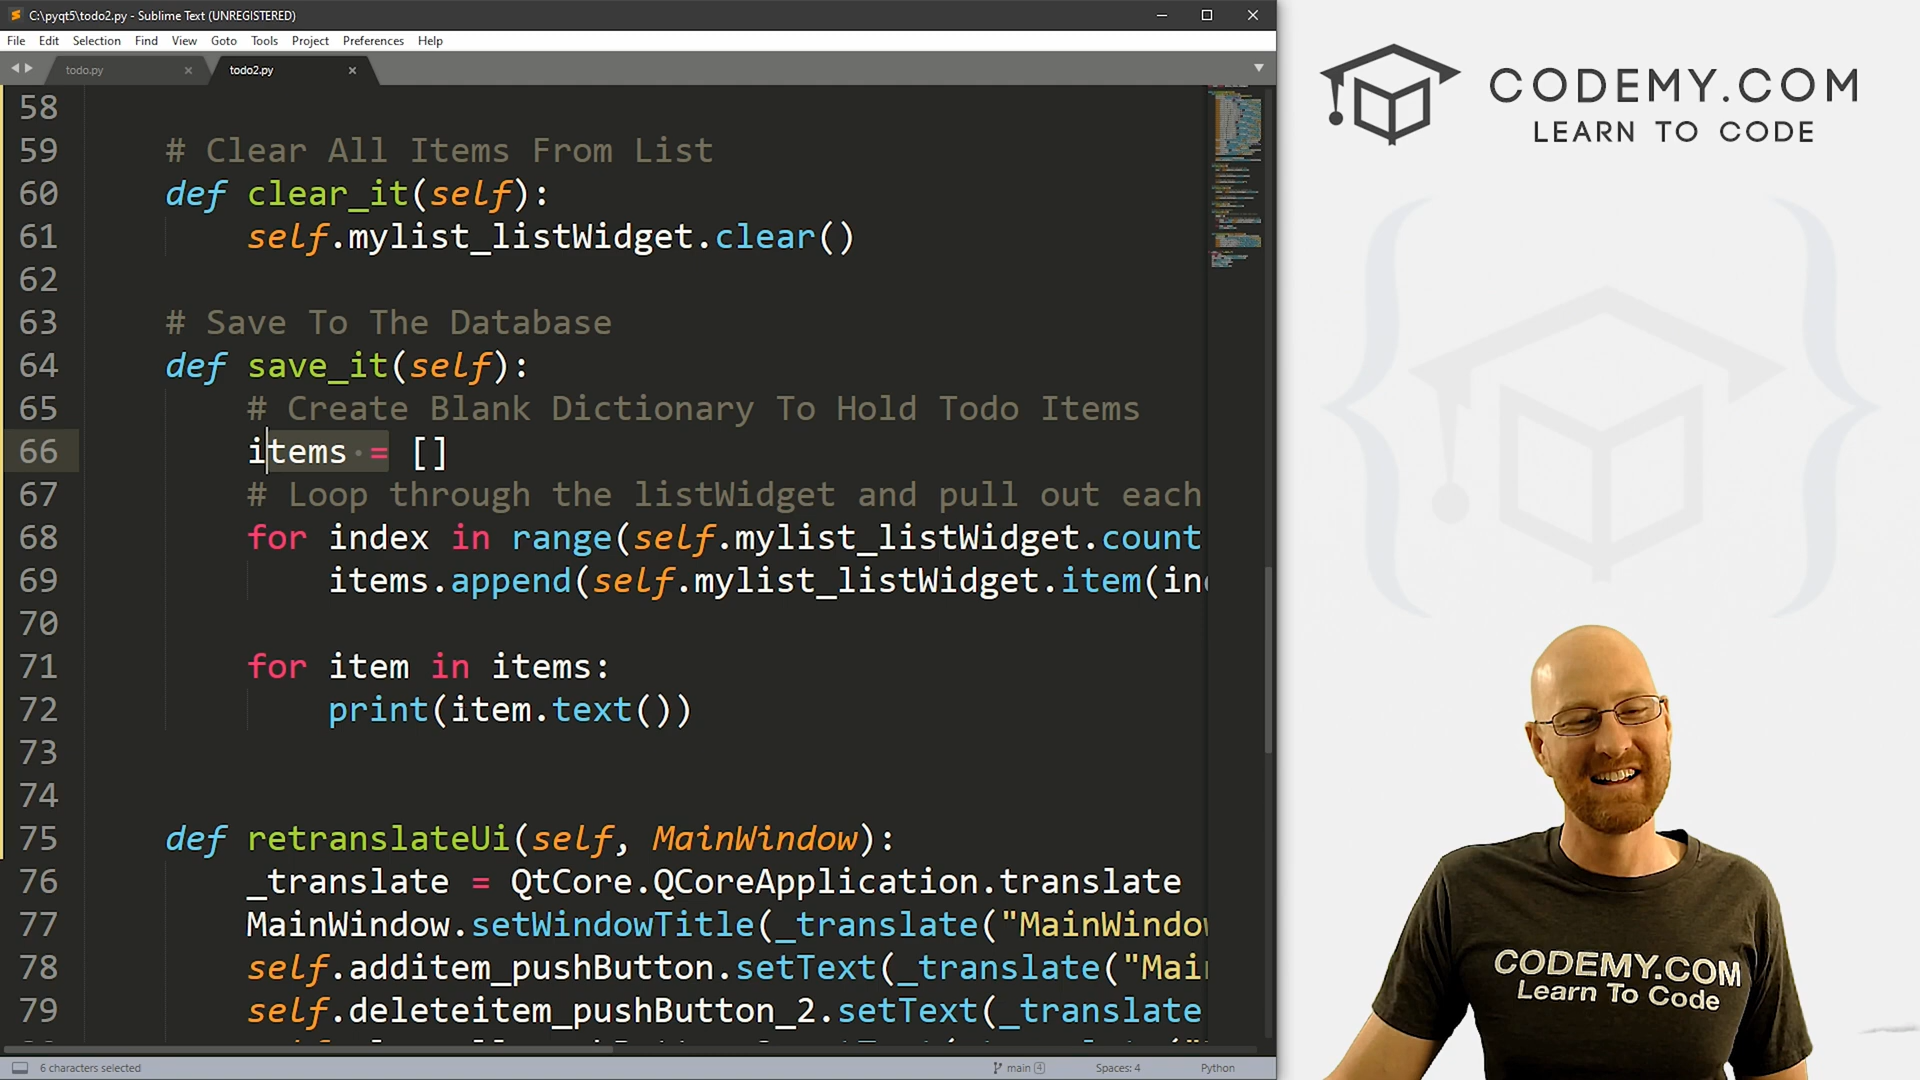 C:\pyqt5\todo2.py - Sublime Text (UNREGISTERED)
File Edit Selection Find View Goto Tools Project Preferences Help
todo.py
todo2.py
58
59 # Clear All Items From List
60 def clear_it(self):
61 self.mylist_listWidget.clear()
62
63 # Save To The Database
64 def save_it(self):
65 # Create Blank Dictionary To Hold Todo Items
66 items = []
67 # Loop through the listWidget and pull out each
68 for index in range(self.mylist_listWidget.count
69 items.append(self.mylist_listWidget.item(in
70
71 for item in items:
72 print(item.text())
73
74
75 def retranslateUi(self, MainWindow):
76 _translate = QtCore.QCoreApplication.translate
77 MainWindow.setWindowTitle(_translate("MainWindo
78 self.additem_pushButton.setText(_translate("Mai
79 self.deleteitem_pushButton_2.setText(_translate
6 characters selected
main 4
Spaces: 4
Python
CODEMY.COM
LEARN TO CODE
CODEMY.COM
Learn To Code